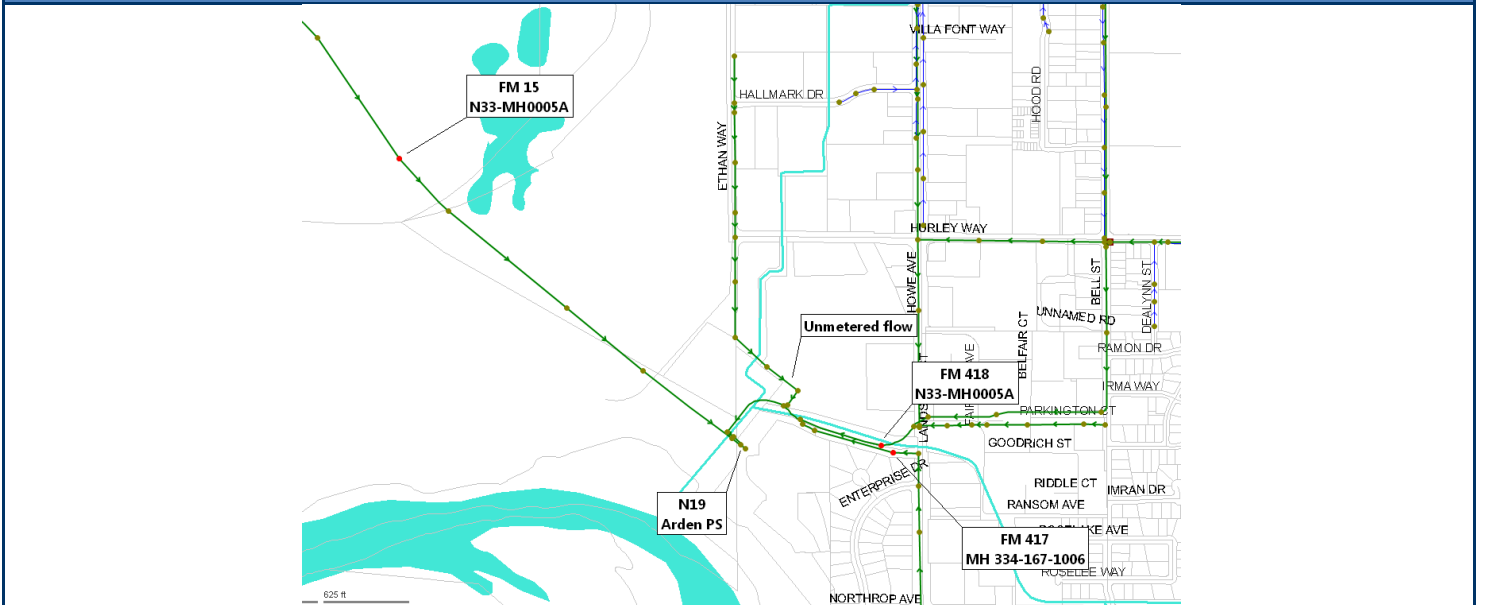 VILLA FONT WAY
FM 15
N33-MH0005A
HALLMARK DR
HOOD RD
ETHAN WAY
HURLEY WAY
HOWE AVE
BELL ST
DEALYNN ST
UNNAMED RD
BELFAIR CT
Unmetered flow
RAMON DR
FM 418
N33-MH0005A
IRMA WAY
PARKINGTON CT
GOODRICH ST
ENTERPRISE DR
RIDDLE CT
IMRAN DR
N19
Arden PS
RANSOM AVE
AVE
FM 417
MH 334-167-1006
ROSELEE WAY
NORTHROP AVE
625 ft